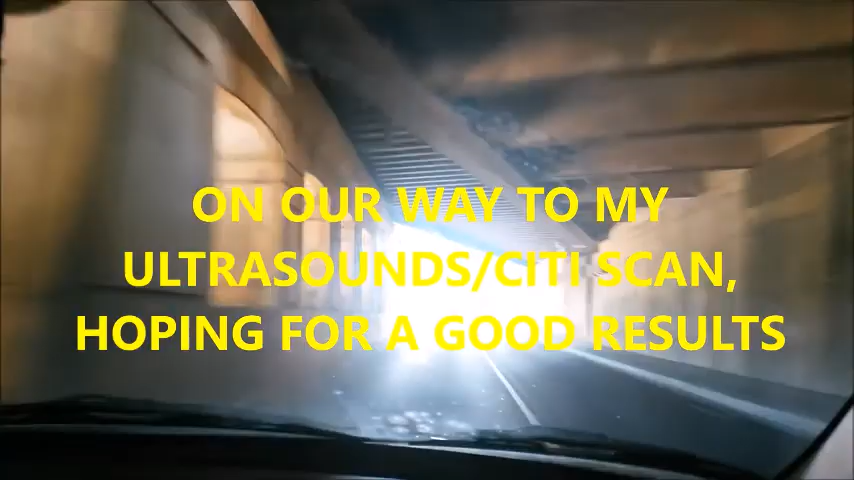 ON OUR WAY TO MY
ULTRASOUNDS/CITI SCAN,
HOPING FOR A GOOD RESULTS